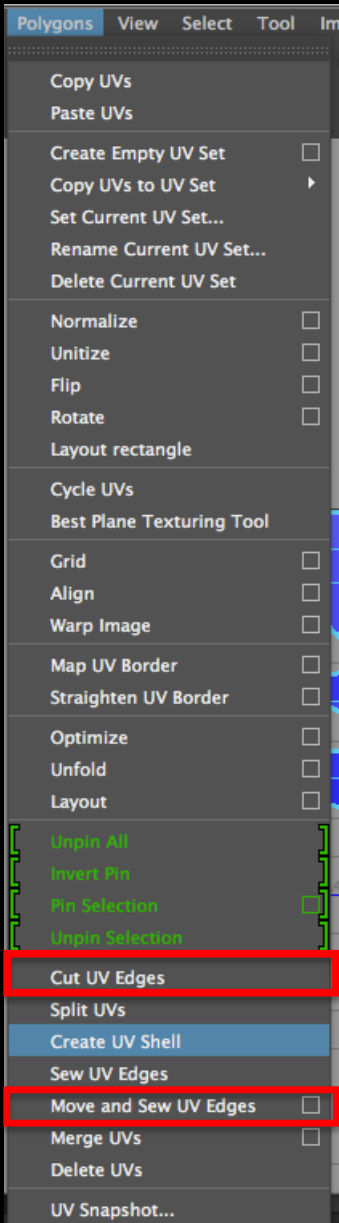 Polygons View Select Tool Im
Copy UVs
Paste UVs
Create Empty UV Set
Copy UVs to UV Set
Set Current UV Set...
Rename Current UV Set...
Delete Current UV Set
Normalize
Unitize
Flip
Rotate
Layout rectangle
Cycle UVs
Best Plane Texturing Tool
Grid
Align
Warp Image
Map UV Border
Straighten UV Border
Optimize
Unfold
Layout
Unpin All
Invert Pin
Pin Selection
Unpin Selection
Cut UV Edges
Split UVs
Create UV Shell
Sew UV Edges
Move and Sew UV Edges
Merge UVs
Delete UVs
UV Snapshot...